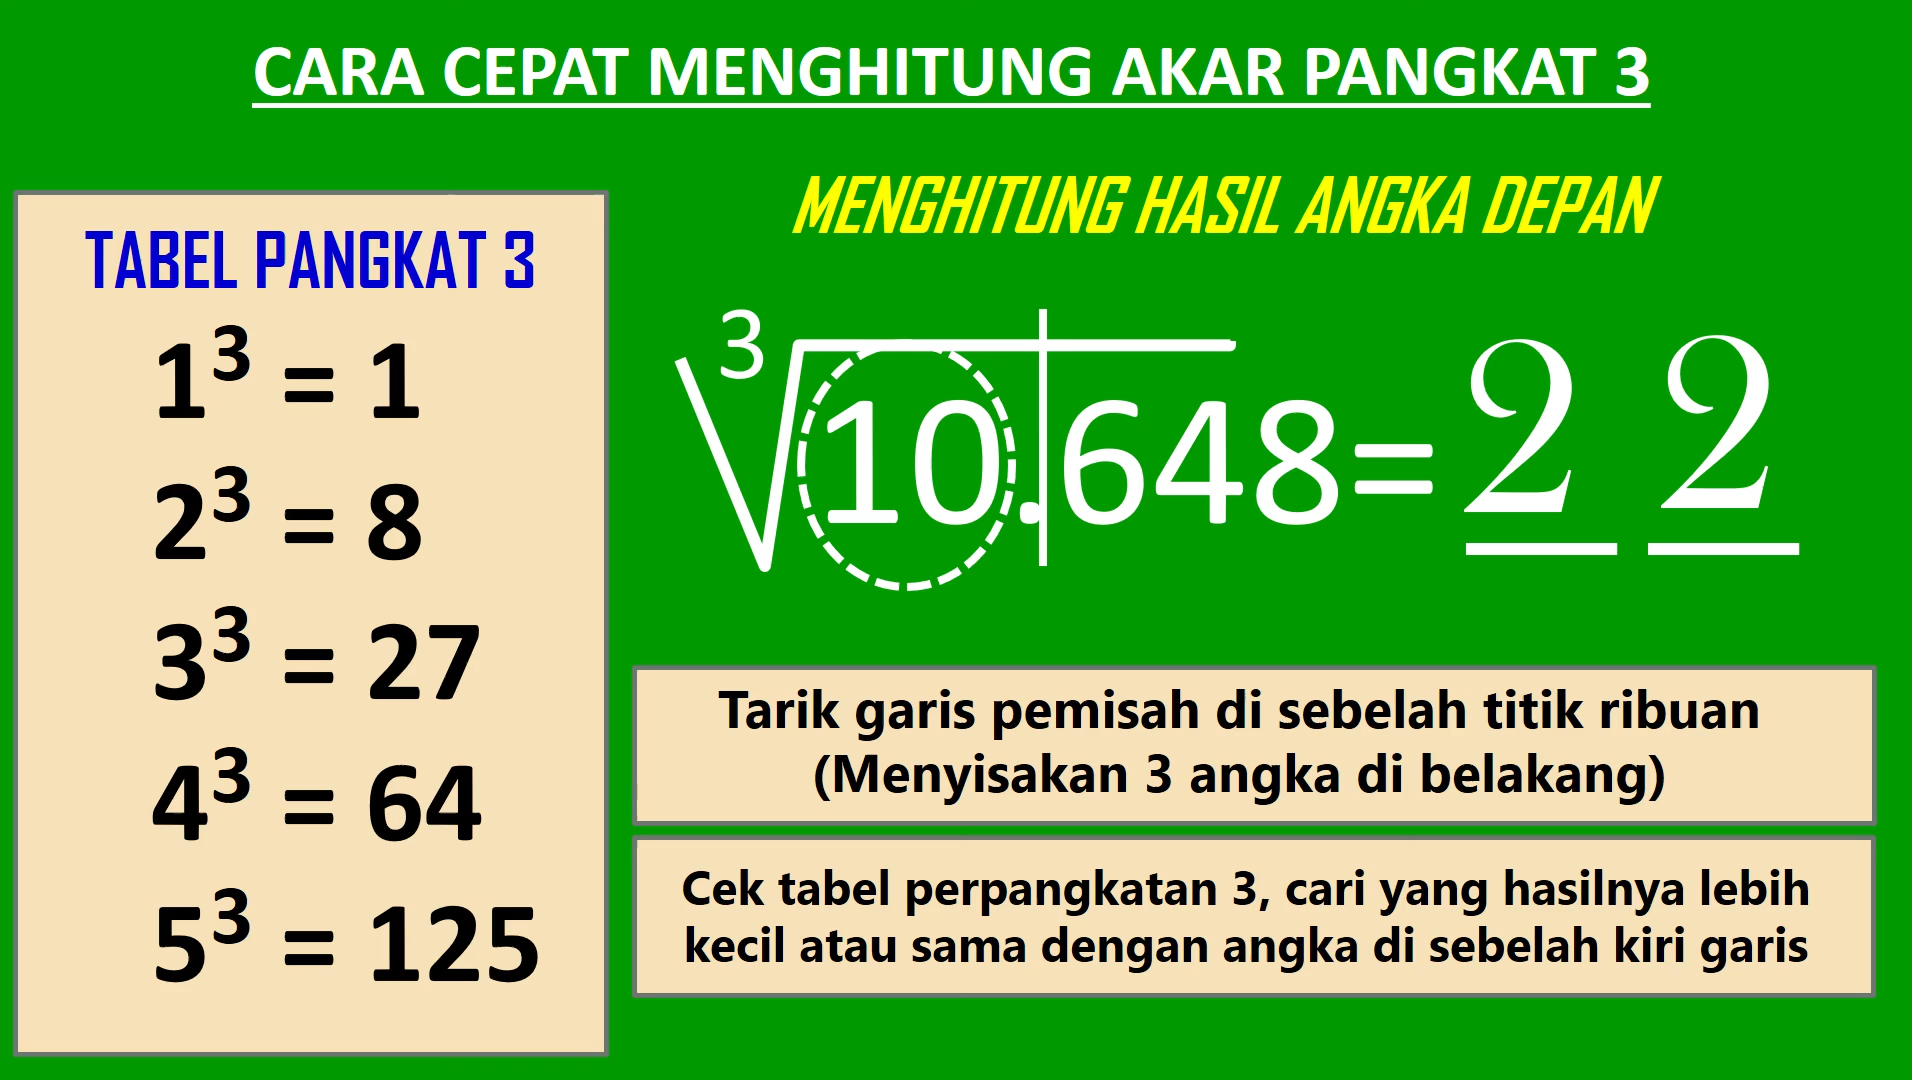 CARA CEPAT MENGHITUNG AKAR PANGKAT 3
TABEL PANGKAT 3
1³ = 1
2³ = 8
3³ = 27
4³ = 64
5³ = 125
MENGHITUNG HASIL ANGKA DEPAN
³√10.|648= 2 2
Tarik garis pemisah di sebelah titik ribuan
(Menyisakan 3 angka di belakang)
Cek tabel perpangkatan 3, cari yang hasilnya lebih
kecil atau sama dengan angka di sebelah kiri garis